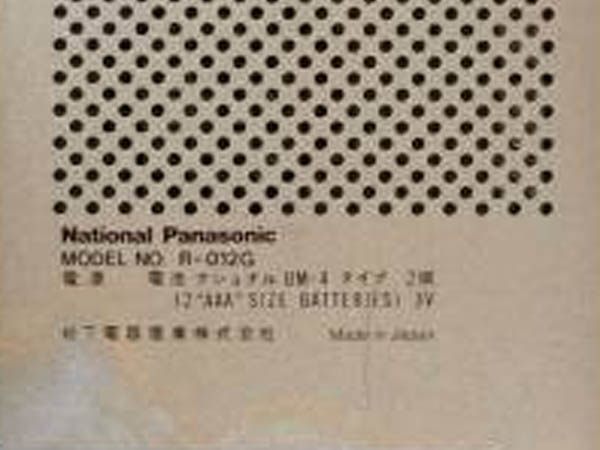 National Panasonic
MODEL NO. R-012G
電源 電池 ナショナル UM-4 タイプ 2個
(2 "AAA" SIZE BATTERIES) 3V
松下電器産業株式会社 Made in Japan